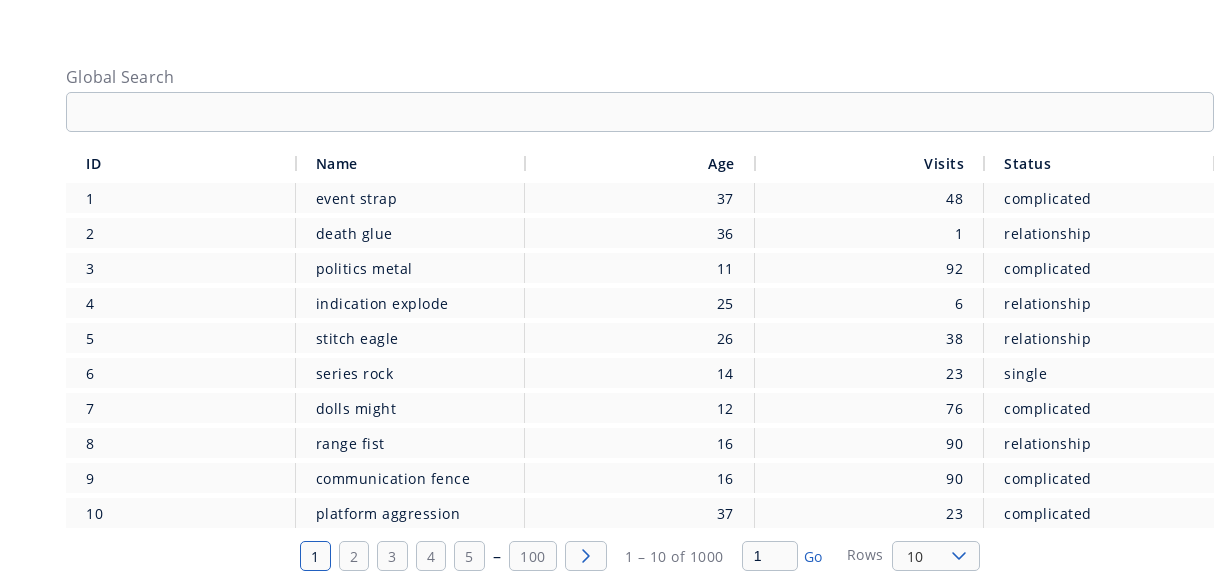 Global Search
ID Name Age Visits Status
1 event strap 37 48 complicated
2 death glue 36 1 relationship
3 politics metal 11 92 complicated
4 indication explode 25 6 relationship
5 stitch eagle 26 38 relationship
6 series rock 14 23 single
7 dolls might 12 76 complicated
8 range fist 16 90 relationship
9 communication fence 16 90 complicated
10 platform aggression 37 23 complicated
1 2 3 4 5 – 100 1 – 10 of 1000 1 Go Rows 10